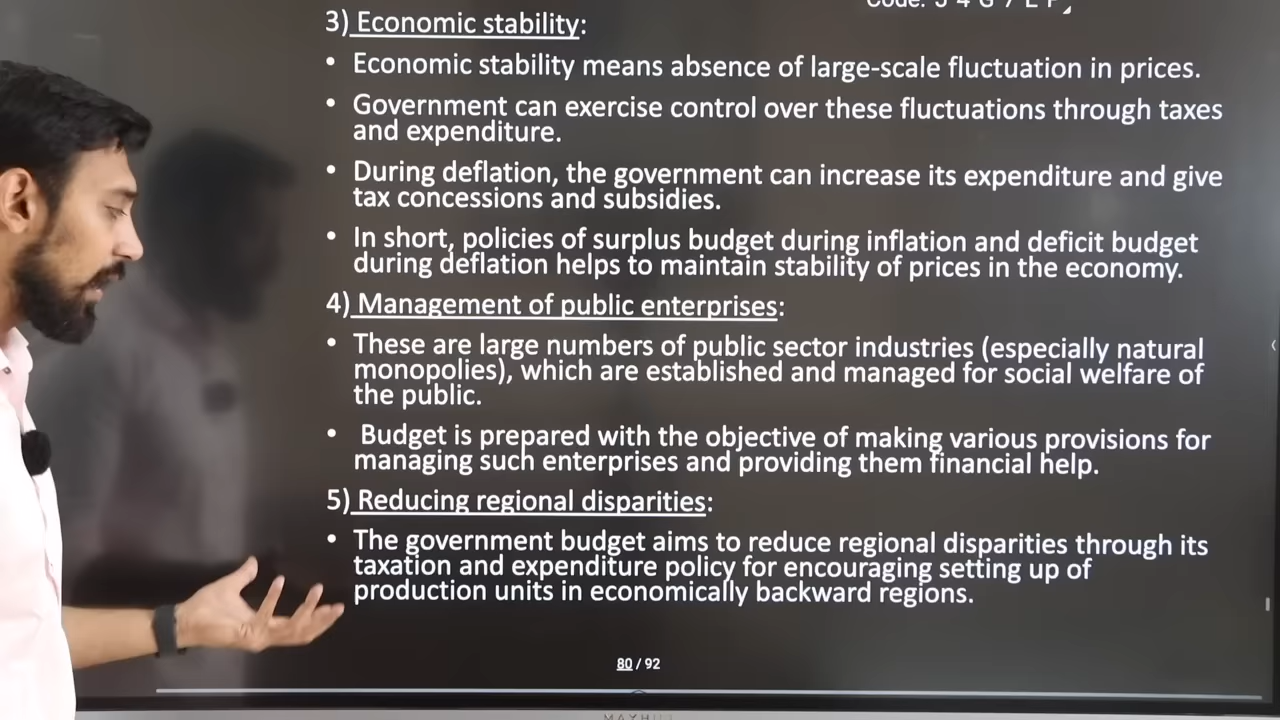 3) Economic stability:
• Economic stability means absence of large-scale fluctuation in prices.
• Government can exercise control over these fluctuations through taxes
and expenditure.
• During deflation, the government can increase its expenditure and give
tax concessions and subsidies.
• In short, policies of surplus budget during inflation and deficit budget
during deflation helps to maintain stability of prices in the economy.
4) Management of public enterprises:
• These are large numbers of public sector industries (especially natural
monopolies), which are established and managed for social welfare of
the public.
• Budget is prepared with the objective of making various provisions for
managing such enterprises and providing them financial help.
5) Reducing regional disparities:
• The government budget aims to reduce regional disparities through its
taxation and expenditure policy for encouraging setting up of
production units in economically backward regions.
80 / 92